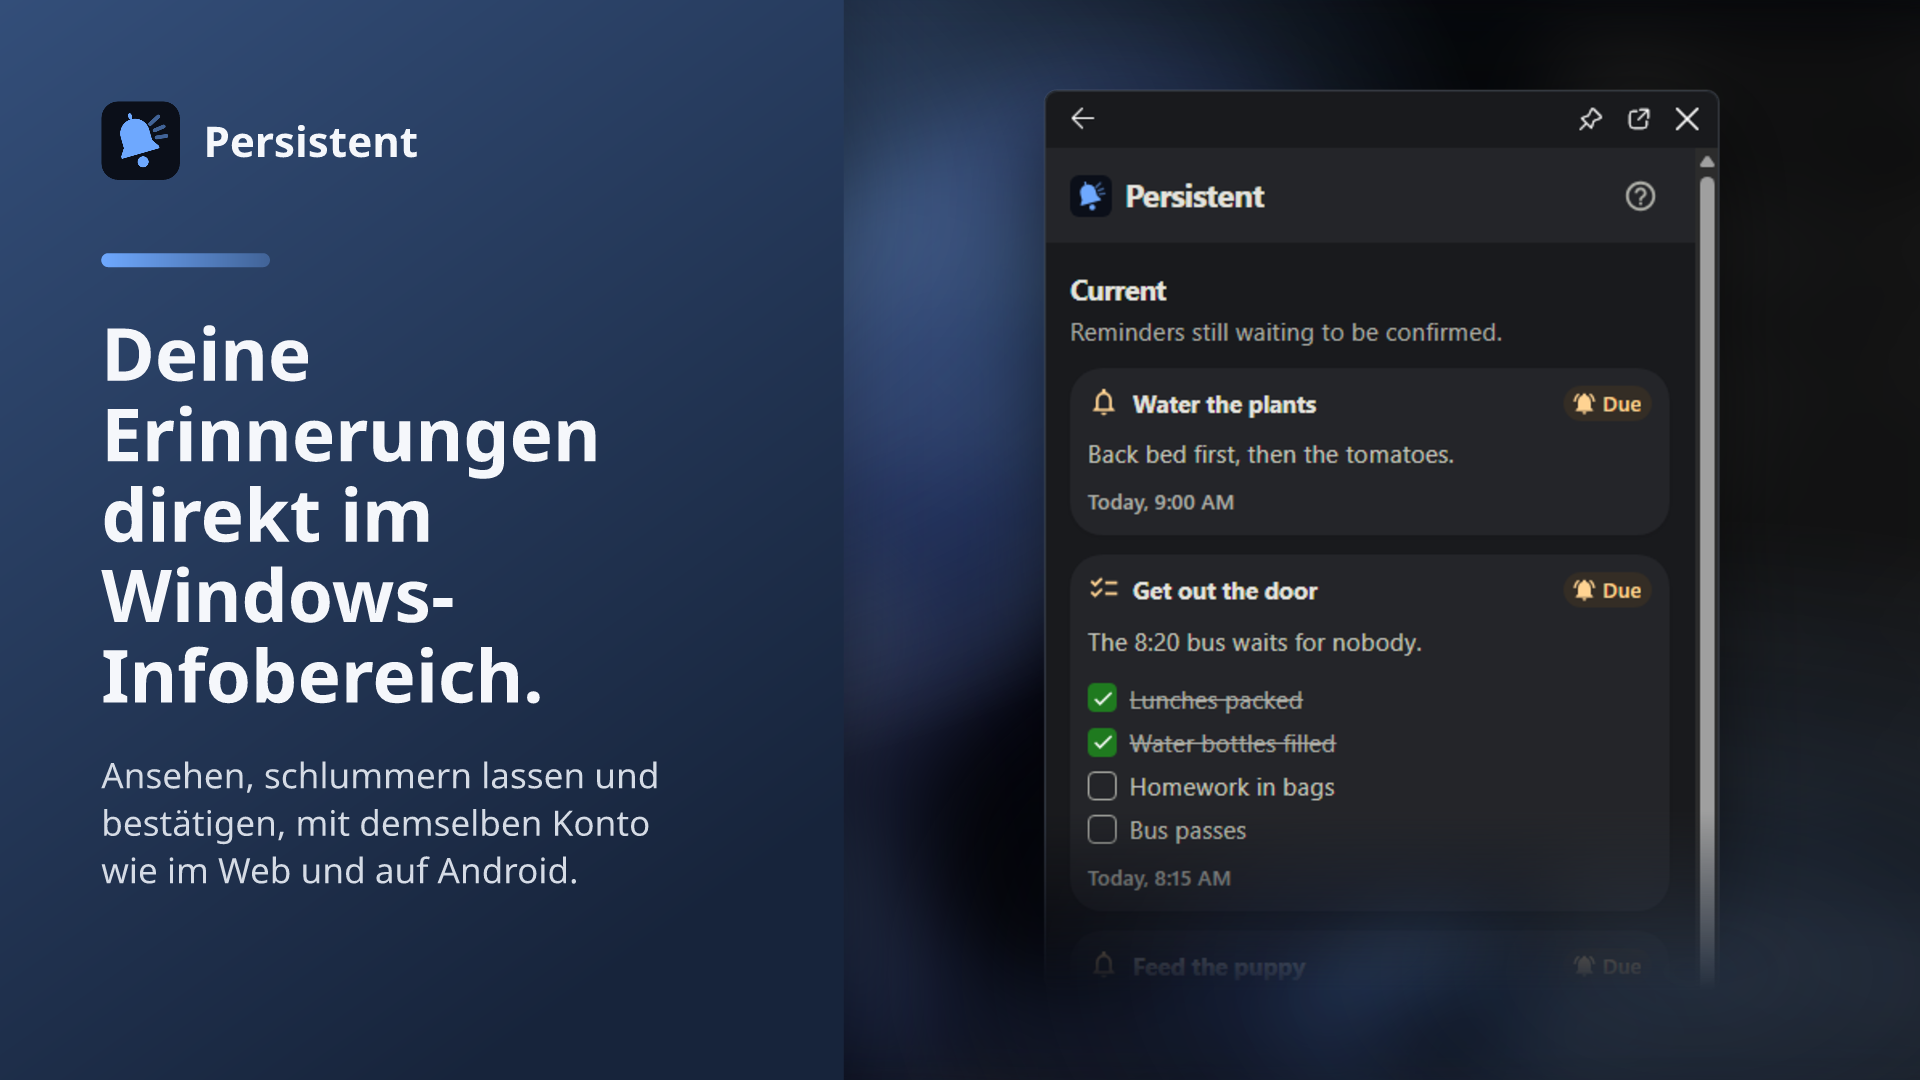 Persistent
Deine
Erinnerungen
direkt im
Windows-
Infobereich.
Ansehen, schlummern lassen und
bestätigen, mit demselben Konto
wie im Web und auf Android.
Persistent
Current
Reminders still waiting to be confirmed.
Water the plants
Due
Back bed first, then the tomatoes.
Today, 9:00 AM
Get out the door
Due
The 8:20 bus waits for nobody.
Lunches packed
Water bottles filled
Homework in bags
Bus passes
Today, 8:15 AM
Feed the puppy
Due